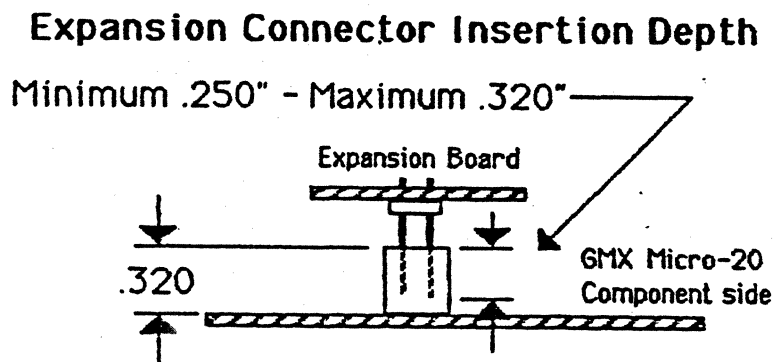 Expansion Connector Insertion Depth
Minimum .250" - Maximum .320"
Expansion Board
.320
GMX Micro-20
Component side